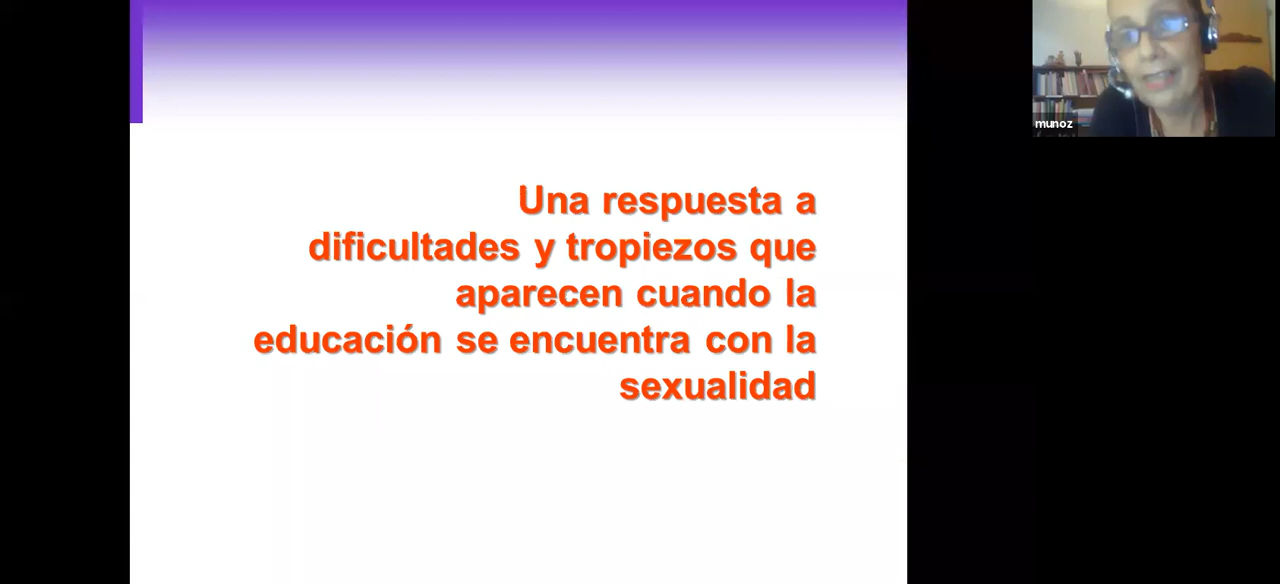 Una respuesta a
dificultades y tropiezos que
aparecen cuando la
educación se encuentra con la
sexualidad
munoz